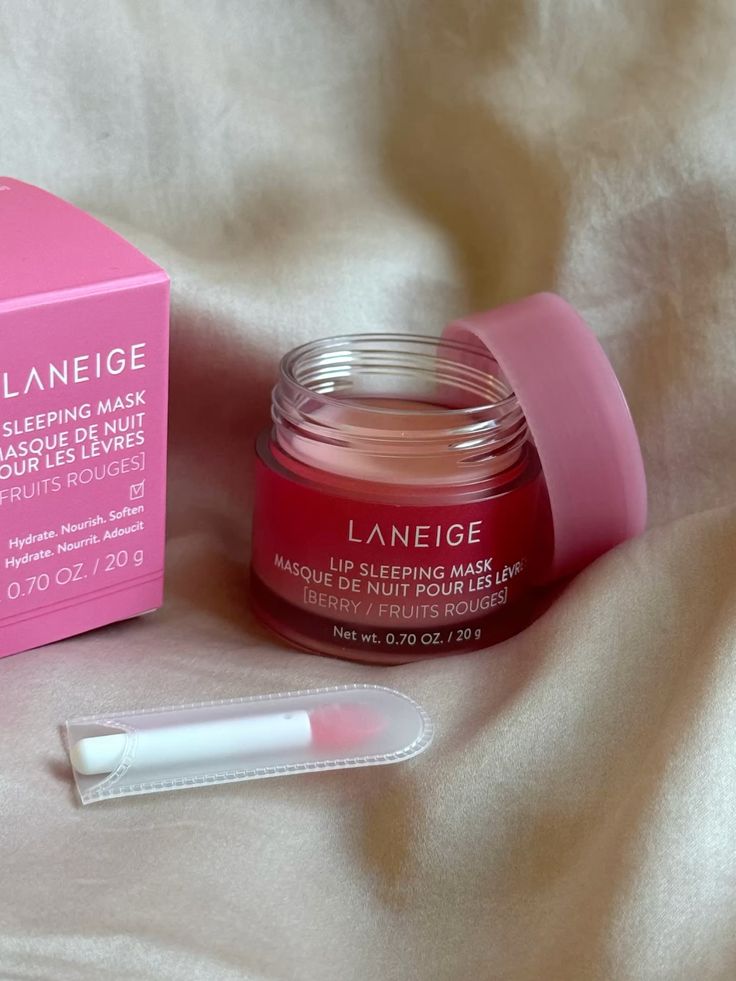 LANEIGE
SLEEPING MASK
MASQUE DE NUIT
POUR LES LÈVRES
FRUITS ROUGES]
Hydrate. Nourish. Soften
Hydrate. Nourrit. Adoucit
0.70 OZ. / 20 g
LANEIGE
LIP SLEEPING MASK
MASQUE DE NUIT POUR LES LÈVRES
[BERRY / FRUITS ROUGES]
Net wt. 0.70 OZ. / 20 g